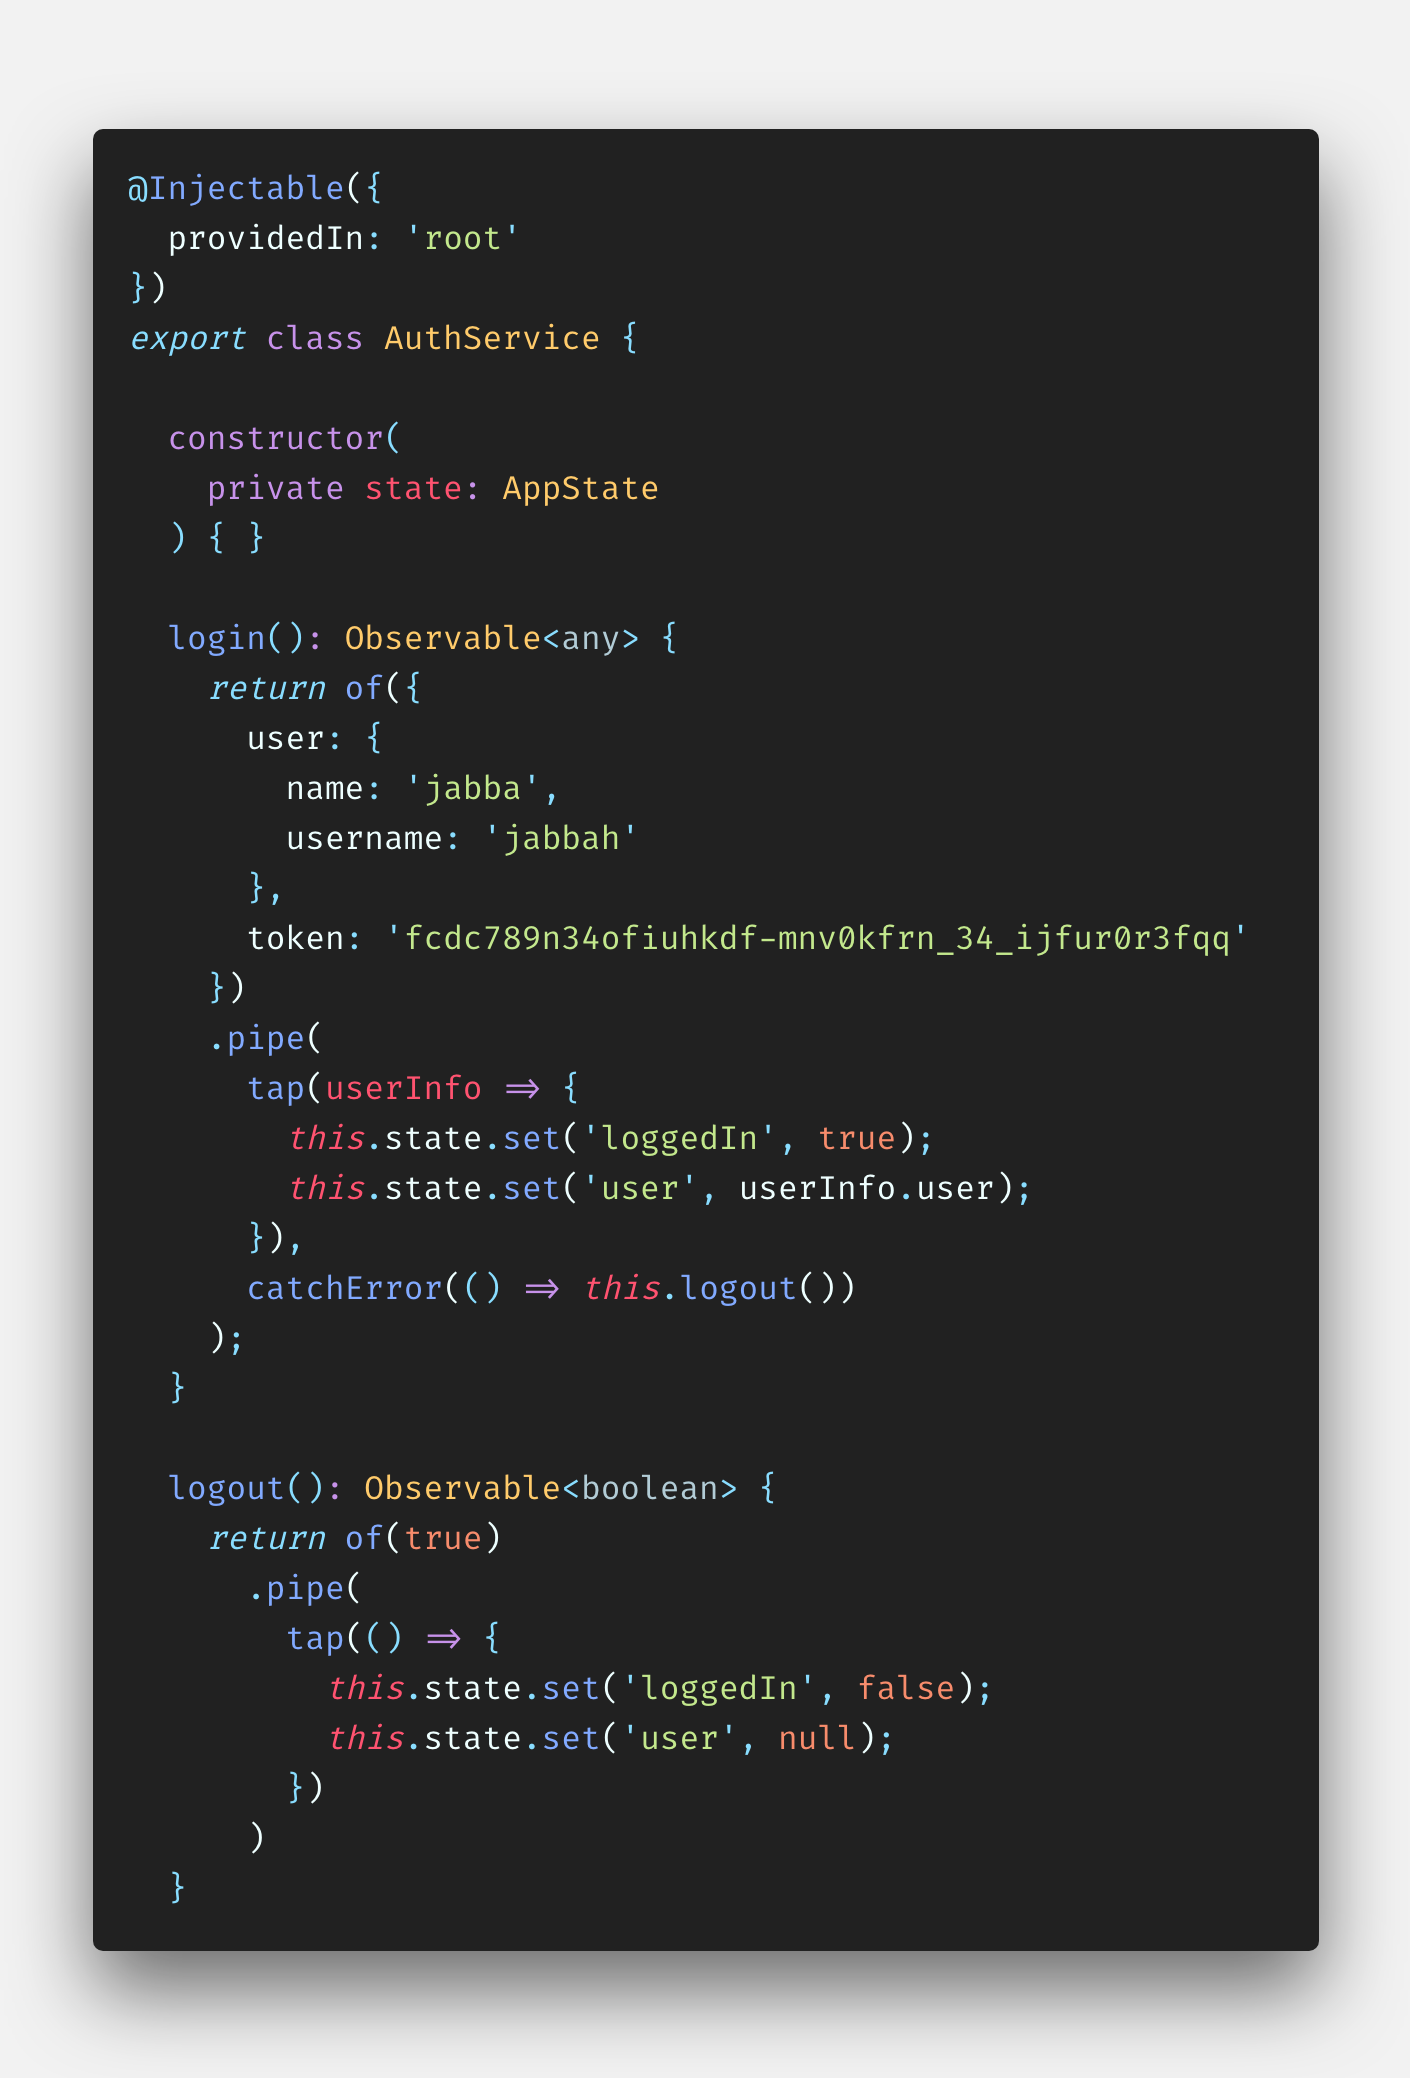 @Injectable({
  providedIn: 'root'
})
export class AuthService {

  constructor(
    private state: AppState
  ) { }

  login(): Observable<any> {
    return of({
      user: {
        name: 'jabba',
        username: 'jabbah'
      },
      token: 'fcdc789n34ofiuhkdf-mnv0kfrn_34_ijfur0r3fqq'
    })
    .pipe(
      tap(userInfo => {
        this.state.set('loggedIn', true);
        this.state.set('user', userInfo.user);
      }),
      catchError(() => this.logout())
    );
  }

  logout(): Observable<boolean> {
    return of(true)
      .pipe(
        tap(() => {
          this.state.set('loggedIn', false);
          this.state.set('user', null);
        })
      )
  }